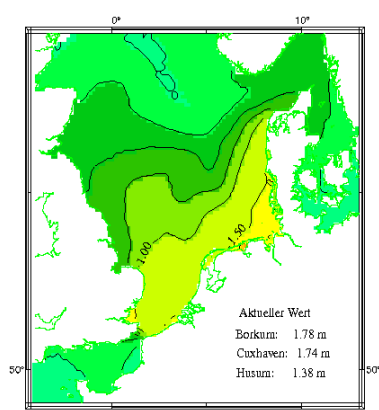 0° 10°
1.00
1.50
Aktueller Wert
Borkum: 1.78 m
Cuxhaven: 1.74 m
Husum: 1.38 m
50° 50°